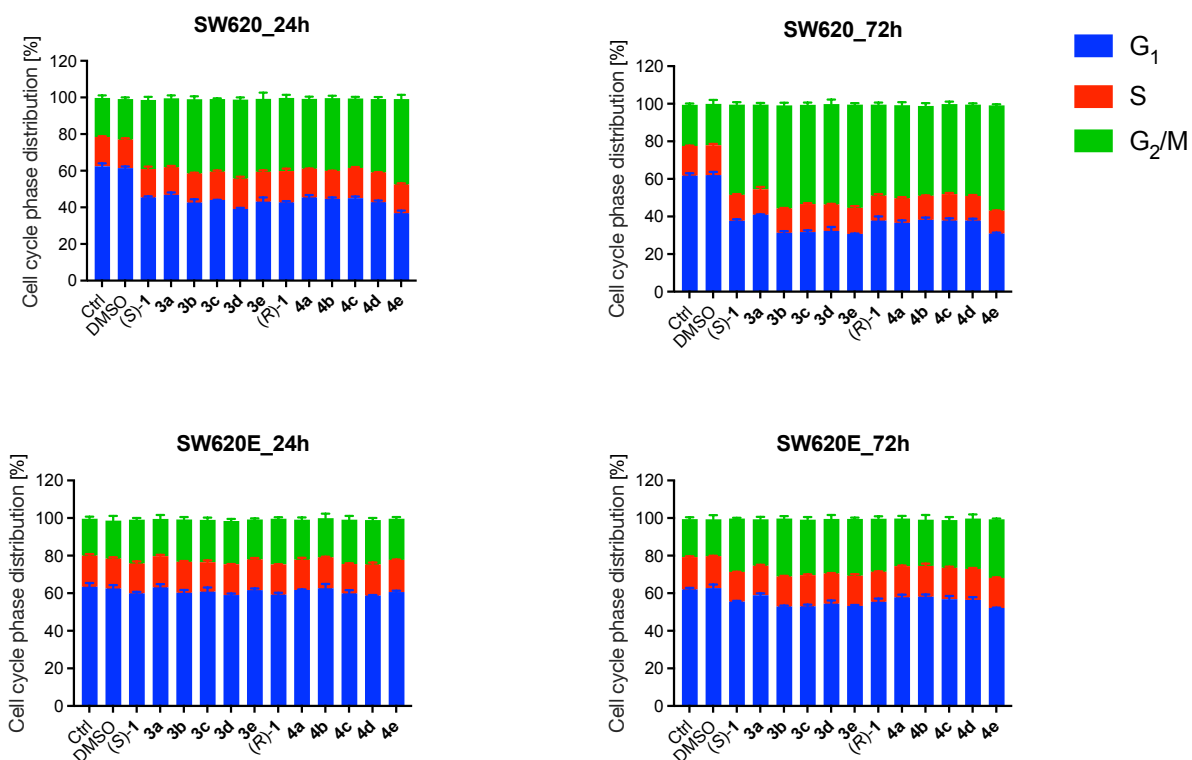 SW620_24h
Cell cycle phase distribution [%]
120
100
80
60
40
20
0
Ctrl
DMSO
(S)-1
3a
3b
3c
3d
3e
(R)-1
4a
4b
4c
4d
4e
SW620_72h
Cell cycle phase distribution [%]
120
100
80
60
40
20
0
Ctrl
DMSO
(S)-1
3a
3b
3c
3d
3e
(R)-1
4a
4b
4c
4d
4e
G₁
S
G₂/M
SW620E_24h
Cell cycle phase distribution [%]
120
100
80
60
40
20
0
Ctrl
DMSO
(S)-1
3a
3b
3c
3d
3e
(R)-1
4a
4b
4c
4d
4e
SW620E_72h
Cell cycle phase distribution [%]
120
100
80
60
40
20
0
Ctrl
DMSO
(S)-1
3a
3b
3c
3d
3e
(R)-1
4a
4b
4c
4d
4e